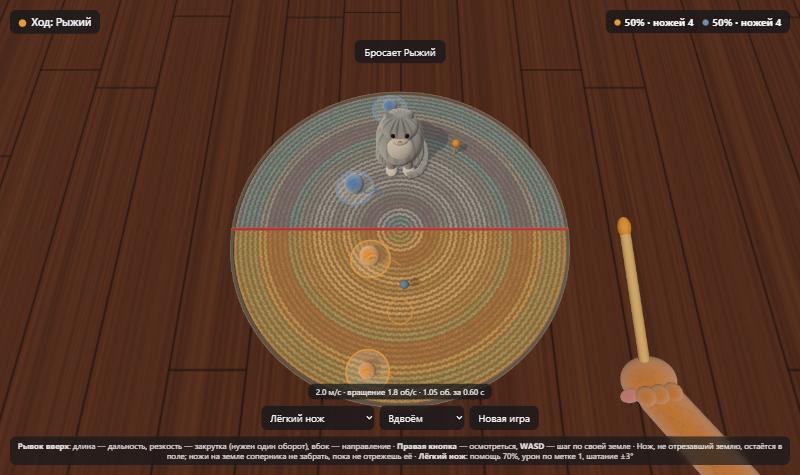 Ход: Рыжий
50% · ножей 4 50% · ножей 4
Бросает Рыжий
2.0 м/с · вращение 1.8 об/с · 1.05 об. за 0.60 с
Лёгкий нож Вдвоём Новая игра
Рывок вверх: длина — дальность, резкость — закрутка (нужен один оборот), вбок — направление · Правая кнопка — осмотреться, WASD — шаг по своей земле · Нож, не отрезавший землю, остаётся в
поле; ножи на земле соперника не забрать, пока не отрежешь её · Лёгкий нож: помощь 70%, урон по метке 1, шатание ±3°